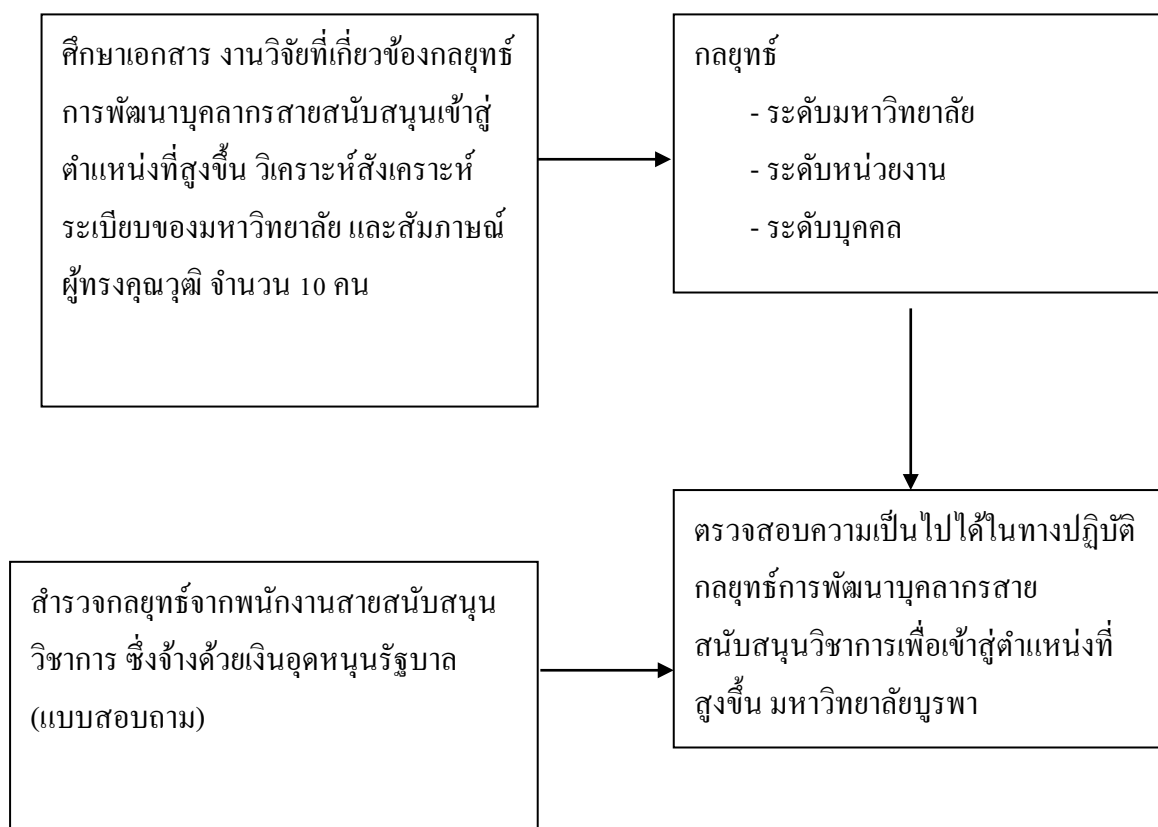 ศึกษาเอกสาร งานวิจัยที่เกี่ยวข้องกลยุทธ์
การพัฒนาบุคลากรสายสนับสนุนเข้าสู่
ตำแหน่งที่สูงขึ้น วิเคราะห์สังเคราะห์
ระเบียบของมหาวิทยาลัย และสัมภาษณ์
ผู้ทรงคุณวุฒิ จำนวน 10 คน
กลยุทธ์
- ระดับมหาวิทยาลัย
- ระดับหน่วยงาน
- ระดับบุคคล
สำรวจกลยุทธ์จากพนักงานสายสนับสนุน
วิชาการ ซึ่งจ้างด้วยเงินอุดหนุนรัฐบาล
(แบบสอบถาม)
ตรวจสอบความเป็นไปได้ในทางปฏิบัติ
กลยุทธ์การพัฒนาบุคลากรสาย
สนับสนุนวิชาการเพื่อเข้าสู่ตำแหน่งที่
สูงขึ้น มหาวิทยาลัยบูรพา